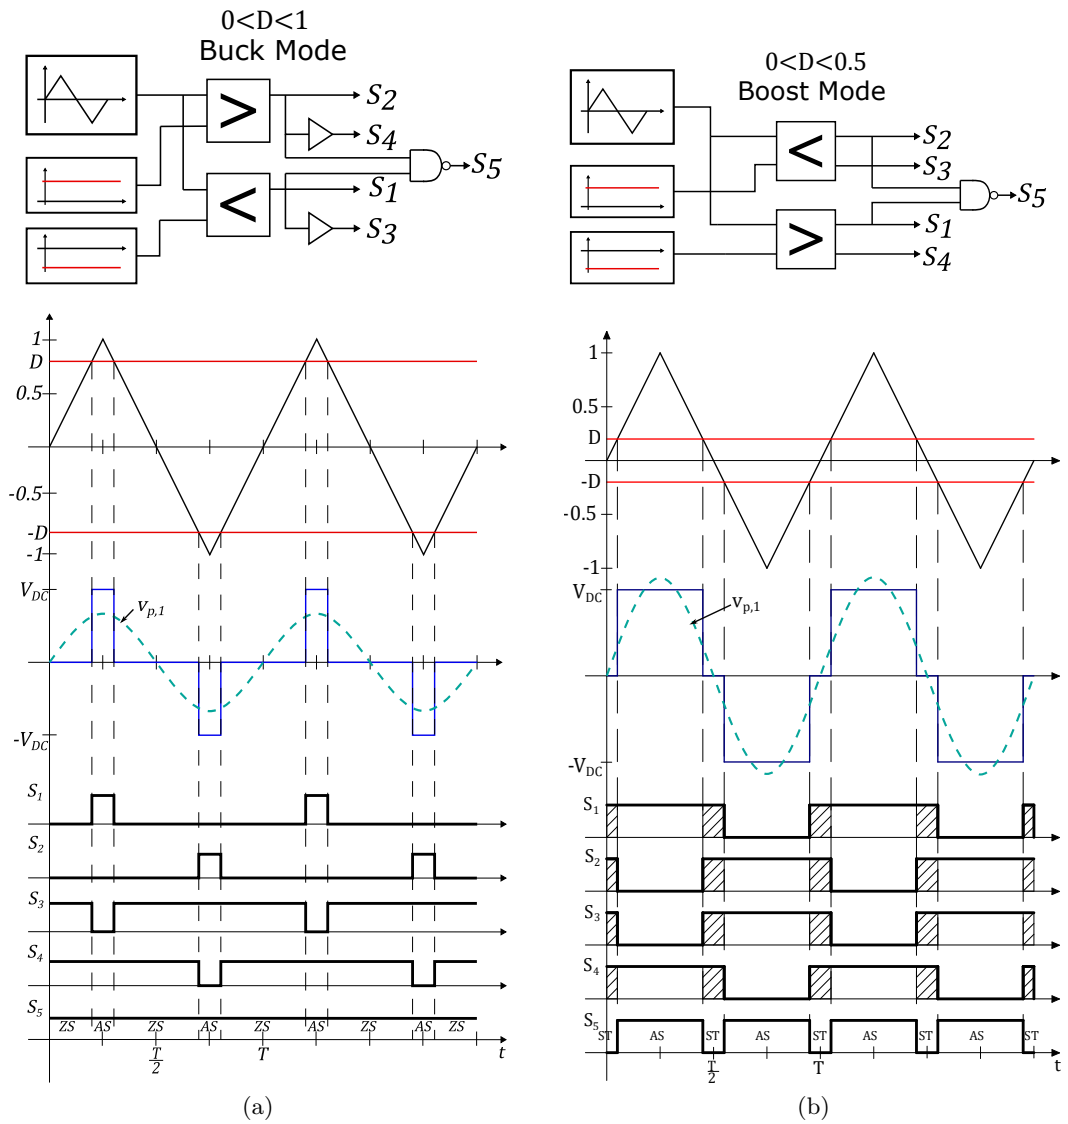 0<D<1
Buck Mode
>
S2
S4
S5
<
S1
S3
1
D
0.5
-0.5
-D
-1
VDC
vp,1
-VDC
S1
S2
S3
S4
S5
ZS AS ZS AS ZS AS ZS AS ZS
T/2 T t
(a)
0<D<0.5
Boost Mode
<
S2
S3
S5
>
S1
S4
1
0.5
D
-D
-0.5
-1
VDC
vp,1
-VDC
S1
S2
S3
S4
S5
ST AS ST AS ST AS ST AS ST
T/2 T t
(b)